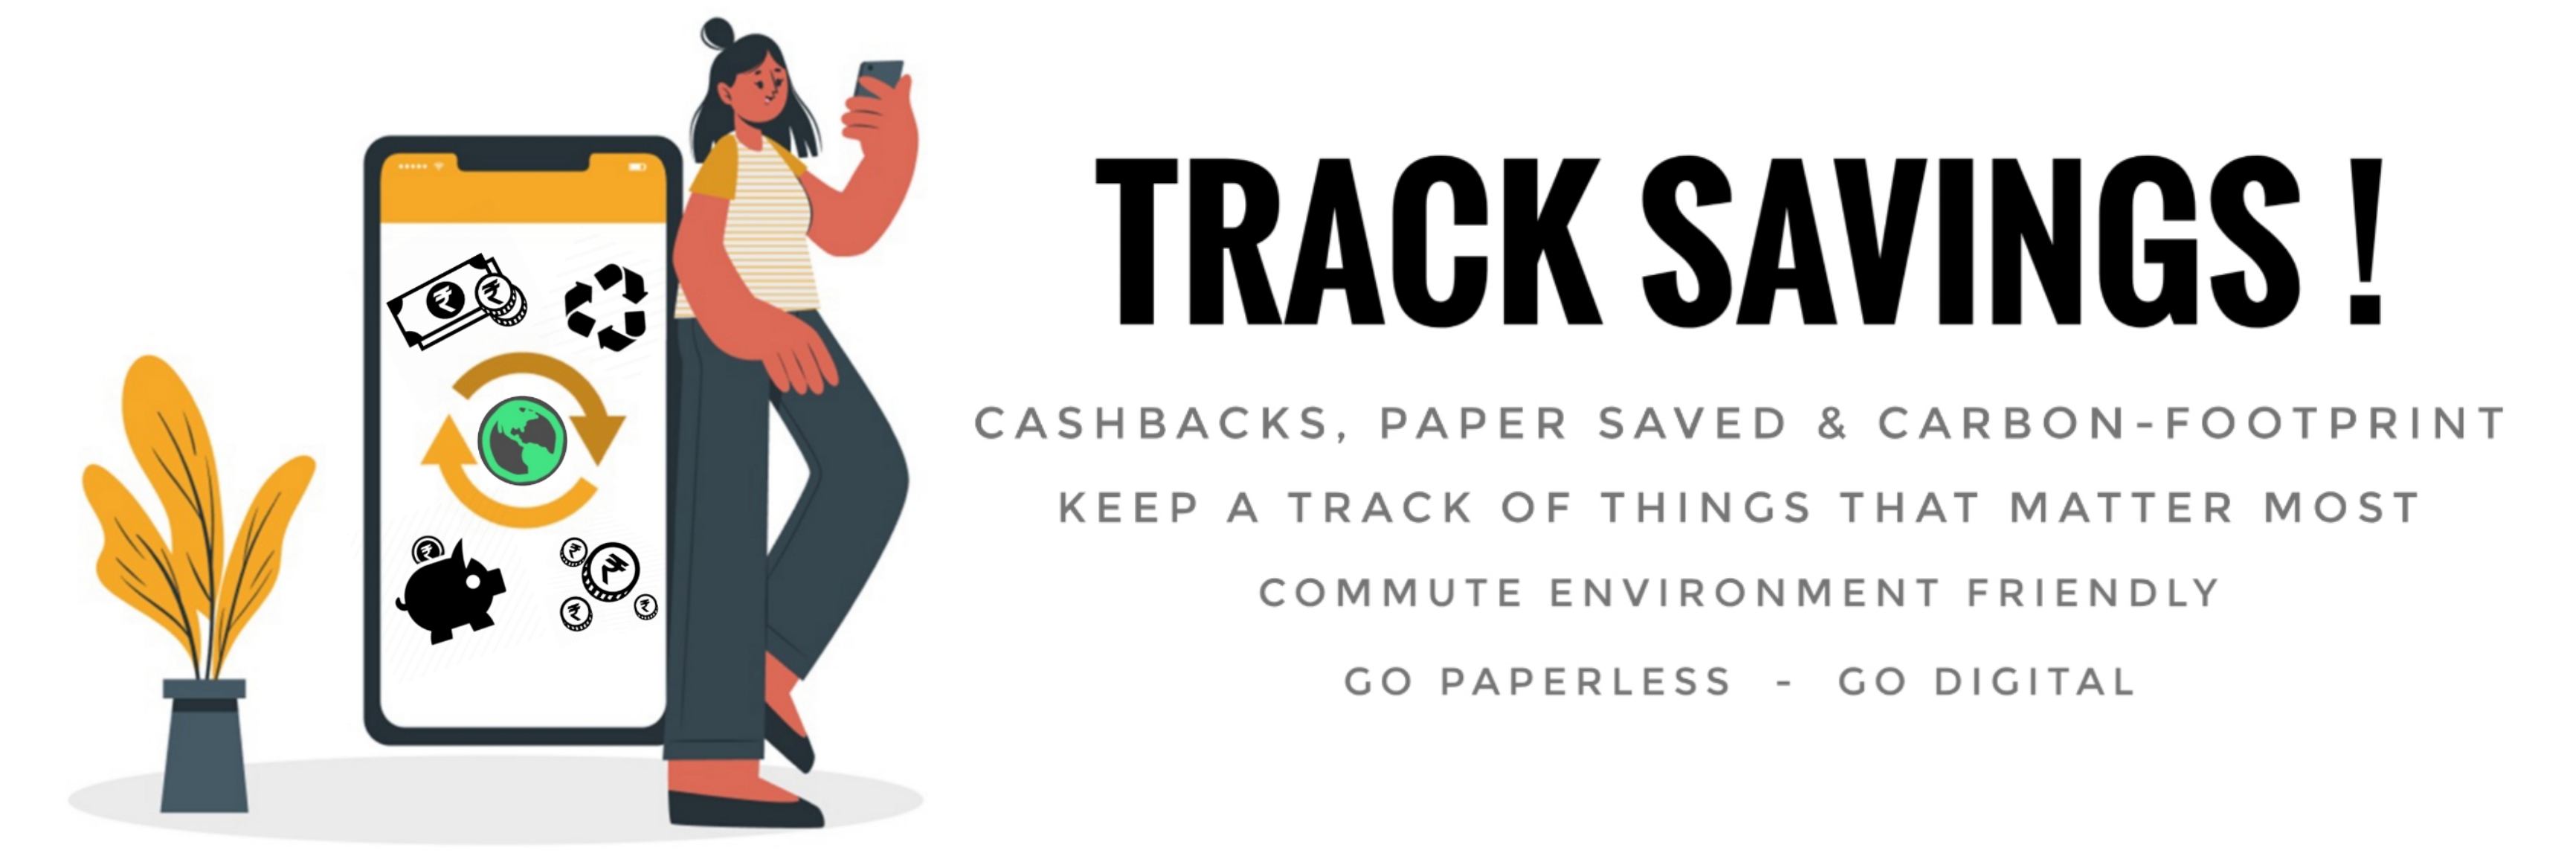 TRACK SAVINGS !
CASHBACKS, PAPER SAVED & CARBON-FOOTPRINT
KEEP A TRACK OF THINGS THAT MATTER MOST
COMMUTE ENVIRONMENT FRIENDLY
GO PAPERLESS - GO DIGITAL